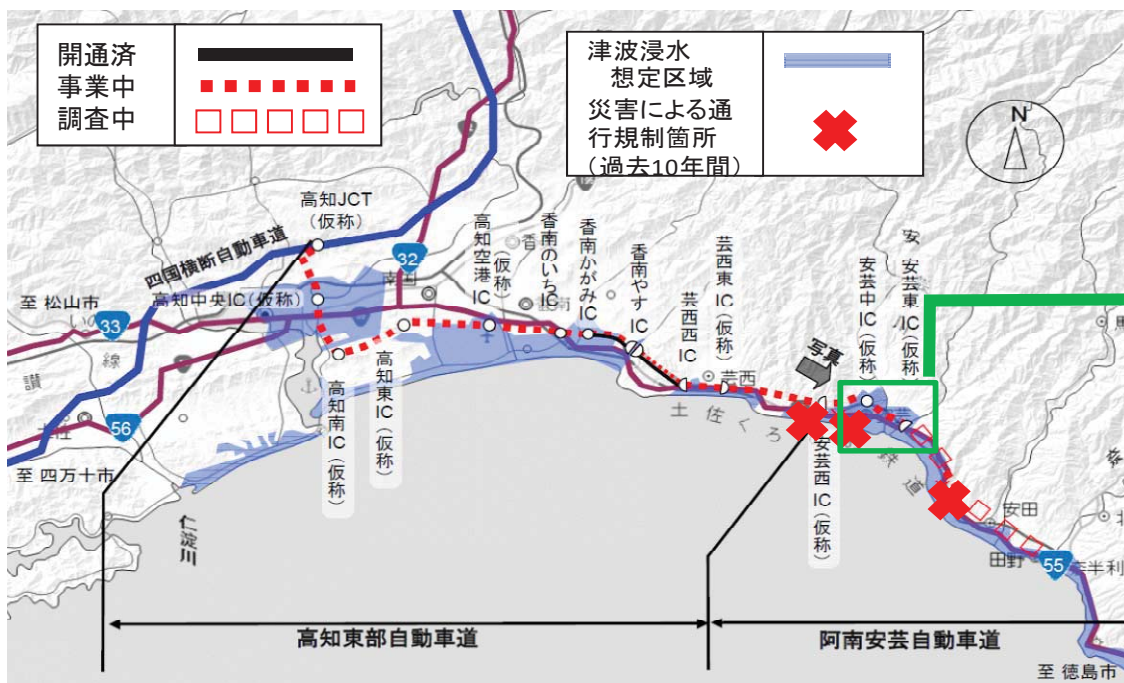 開通済
事業中
調査中
津波浸水
想定区域
災害による通
行規制箇所
(過去10年間)
N
高知JCT
(仮称)
四国横断自動車道
32
南国
高知空港IC(仮称)
香南のいちIC
香南かがみIC
香南やすIC
芸西西IC
芸西東IC(仮称)
安芸中IC(仮称)
安芸東IC(仮称)
安
至 松山市
いの
33
高知中央IC(仮称)
讃
線
56
土佐
至 四万十市
高知南IC(仮称)
高知東IC(仮称)
芸西
写真
土佐くろ
鉄道
安芸西IC(仮称)
仁淀川
安田
田野
55
半利
高知東部自動車道
阿南安芸自動車道
至 徳島市